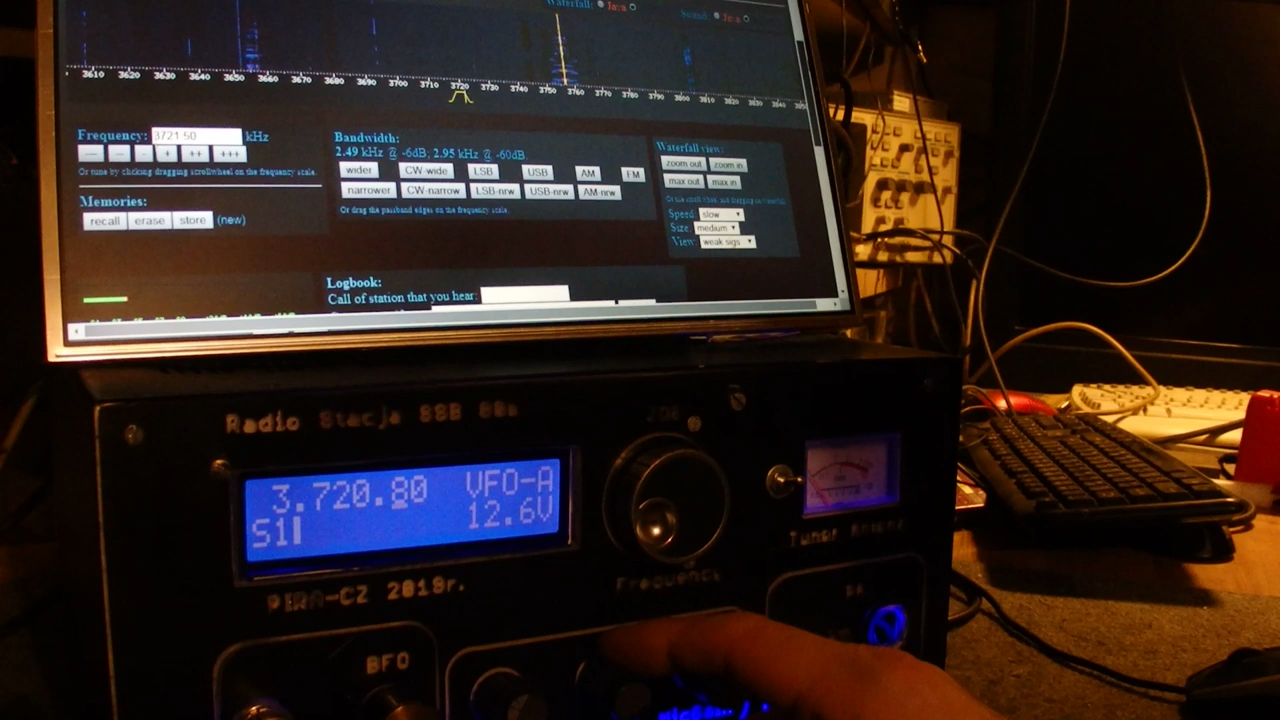 Waterfall: Java
Sound: Java
3610 3620 3630 3640 3650 3660 3670 3680 3690 3700 3710 3720 3730 3740 3750 3760 3770 3780 3790 3800 3810 3820 3830 3840
Frequency: 3721.50 kHz
--- -- - + ++ +++
Or tune by clicking dragging scrollwheel on the frequency scale.
Memories:
recall erase store (new)
Bandwidth:
2.49 kHz @ -6dB; 2.95 kHz @ -60dB.
wider CW-wide LSB USB AM FM
narrower CW-narrow LSB-nrw USB-nrw AM-nrw
Or drag the passband edges on the frequency scale.
Waterfall view:
zoom out zoom in
max out max in
Speed: slow
Size: medium
View: weak sigs
Logbook:
Call of station that you hear:
Radio Stacja SSB 80m
3.720.80 VFO-A
S1 12.6V
PIRA-CZ 2019r.
Frequency
BFO